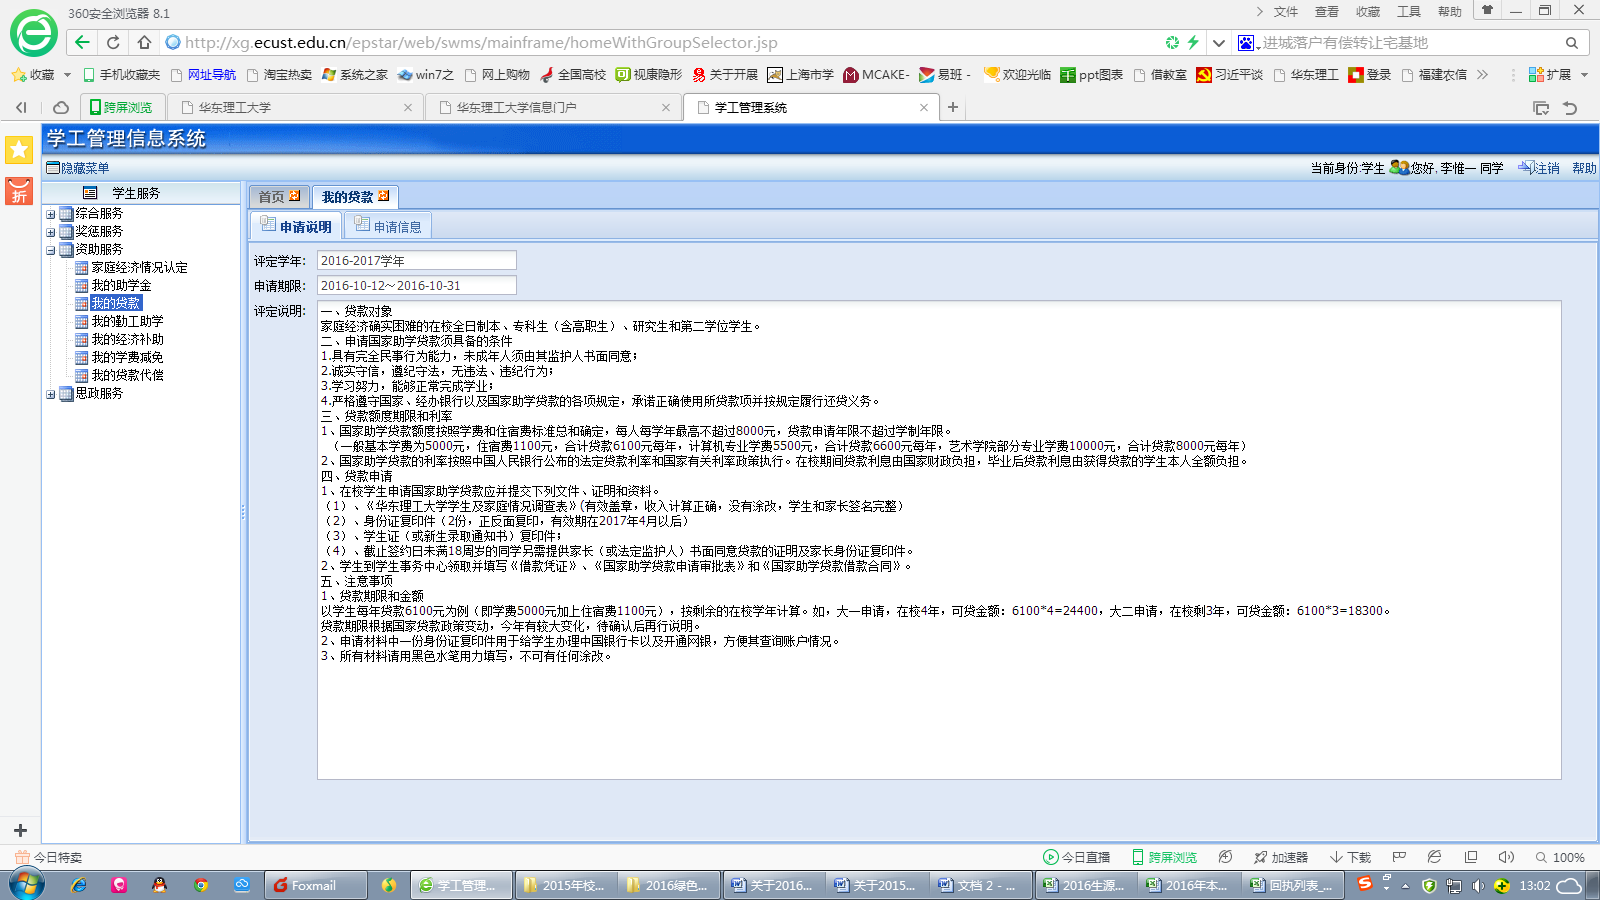 360安全浏览器 8.1
文件 查看 收藏 工具 帮助
http://xg.ecust.edu.cn/epstar/web/swms/mainframe/homeWithGroupSelector.jsp
进城落户有偿转让宅基地
收藏 手机收藏夹 网址导航 淘宝热卖 系统之家 win7之 网上购物 全国高校 视康隐形 关于开展 上海市学 MCAKE- 易班 - 欢迎光临 ppt图表 借教室 习近平谈 华东理工 登录 福建农信 扩展
跨屏浏览 华东理工大学 华东理工大学信息门户 学工管理系统
学工管理信息系统
隐藏菜单
当前身份:学生 您好, 李惟一 同学 注销 帮助
折
学生服务
综合服务
奖惩服务
资助服务
家庭经济情况认定
我的助学金
我的贷款
我的勤工助学
我的经济补助
我的学费减免
我的贷款代偿
思政服务
首页 我的贷款
申请说明 申请信息
评定学年: 2016-2017学年
申请期限: 2016-10-12～2016-10-31
评定说明:
一、贷款对象
家庭经济确实困难的在校全日制本、专科生（含高职生）、研究生和第二学位学生。
二、申请国家助学贷款须具备的条件
1.具有完全民事行为能力，未成年人须由其监护人书面同意；
2.诚实守信，遵纪守法，无违法、违纪行为；
3.学习努力，能够正常完成学业；
4.严格遵守国家、经办银行以及国家助学贷款的各项规定，承诺正确使用所贷款项并按规定履行还贷义务。
三、贷款额度期限和利率
1、国家助学贷款额度按照学费和住宿费标准总和确定，每人每学年最高不超过8000元，贷款申请年限不超过学制年限。
（一般基本学费为5000元，住宿费1100元，合计贷款6100元每年，计算机专业学费5500元，合计贷款6600元每年，艺术学院部分专业学费10000元，合计贷款8000元每年）
2、国家助学贷款的利率按照中国人民银行公布的法定贷款利率和国家有关利率政策执行。在校期间贷款利息由国家财政负担，毕业后贷款利息由获得贷款的学生本人全额负担。
四、贷款申请
1、在校学生申请国家助学贷款应并提交下列文件、证明和资料。
（1）、《华东理工大学学生及家庭情况调查表》(有效盖章，收入计算正确，没有涂改，学生和家长签名完整）
（2）、身份证复印件（2份，正反面复印，有效期在2017年4月以后）
（3）、学生证（或新生录取通知书）复印件；
（4）、截止签约日未满18周岁的同学另需提供家长（或法定监护人）书面同意贷款的证明及家长身份证复印件。
2、学生到学生事务中心领取并填写《借款凭证》、《国家助学贷款申请审批表》和《国家助学贷款借款合同》。
五、注意事项
1、贷款期限和金额
以学生每年贷款6100元为例（即学费5000元加上住宿费1100元），按剩余的在校学年计算。如，大一申请，在校4年，可贷金额：6100*4=24400，大二申请，在校剩3年，可贷金额：6100*3=18300。
贷款期限根据国家贷款政策变动，今年有较大变化，待确认后再行说明。
2、申请材料中一份身份证复印件用于给学生办理中国银行卡以及开通网银，方便其查询账户情况。
3、所有材料请用黑色水笔用力填写，不可有任何涂改。
今日特卖 今日直播 跨屏浏览 加速器 下载 100%
Foxmail 学工管理... 2015年校... 2016绿色... 关于2016... 关于2015... 文档 2 - ... 2016生源... 2016年本... 回执列表_... 13:02